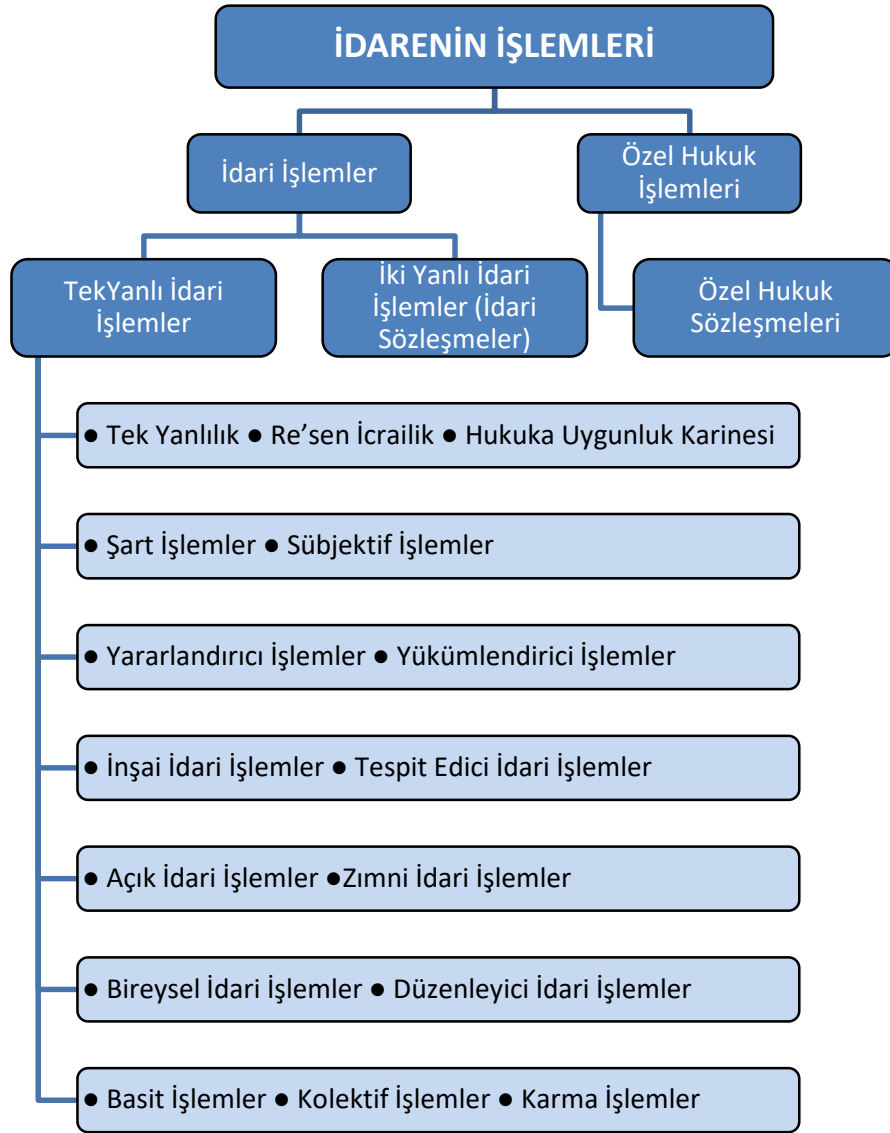 İDARENİN İŞLEMLERİ
İdari İşlemler
Özel Hukuk
İşlemleri
TekYanlı İdari
İşlemler
İki Yanlı İdari
İşlemler (İdari
Sözleşmeler)
Özel Hukuk
Sözleşmeleri
● Tek Yanlılık ● Re’sen İcrailik ● Hukuka Uygunluk Karinesi
● Şart İşlemler ● Sübjektif İşlemler
● Yararlandırıcı İşlemler ● Yükümlendirici İşlemler
● İnşai İdari İşlemler ● Tespit Edici İdari İşlemler
● Açık İdari İşlemler ●Zımni İdari İşlemler
● Bireysel İdari İşlemler ● Düzenleyici İdari İşlemler
● Basit İşlemler ● Kolektif İşlemler ● Karma İşlemler